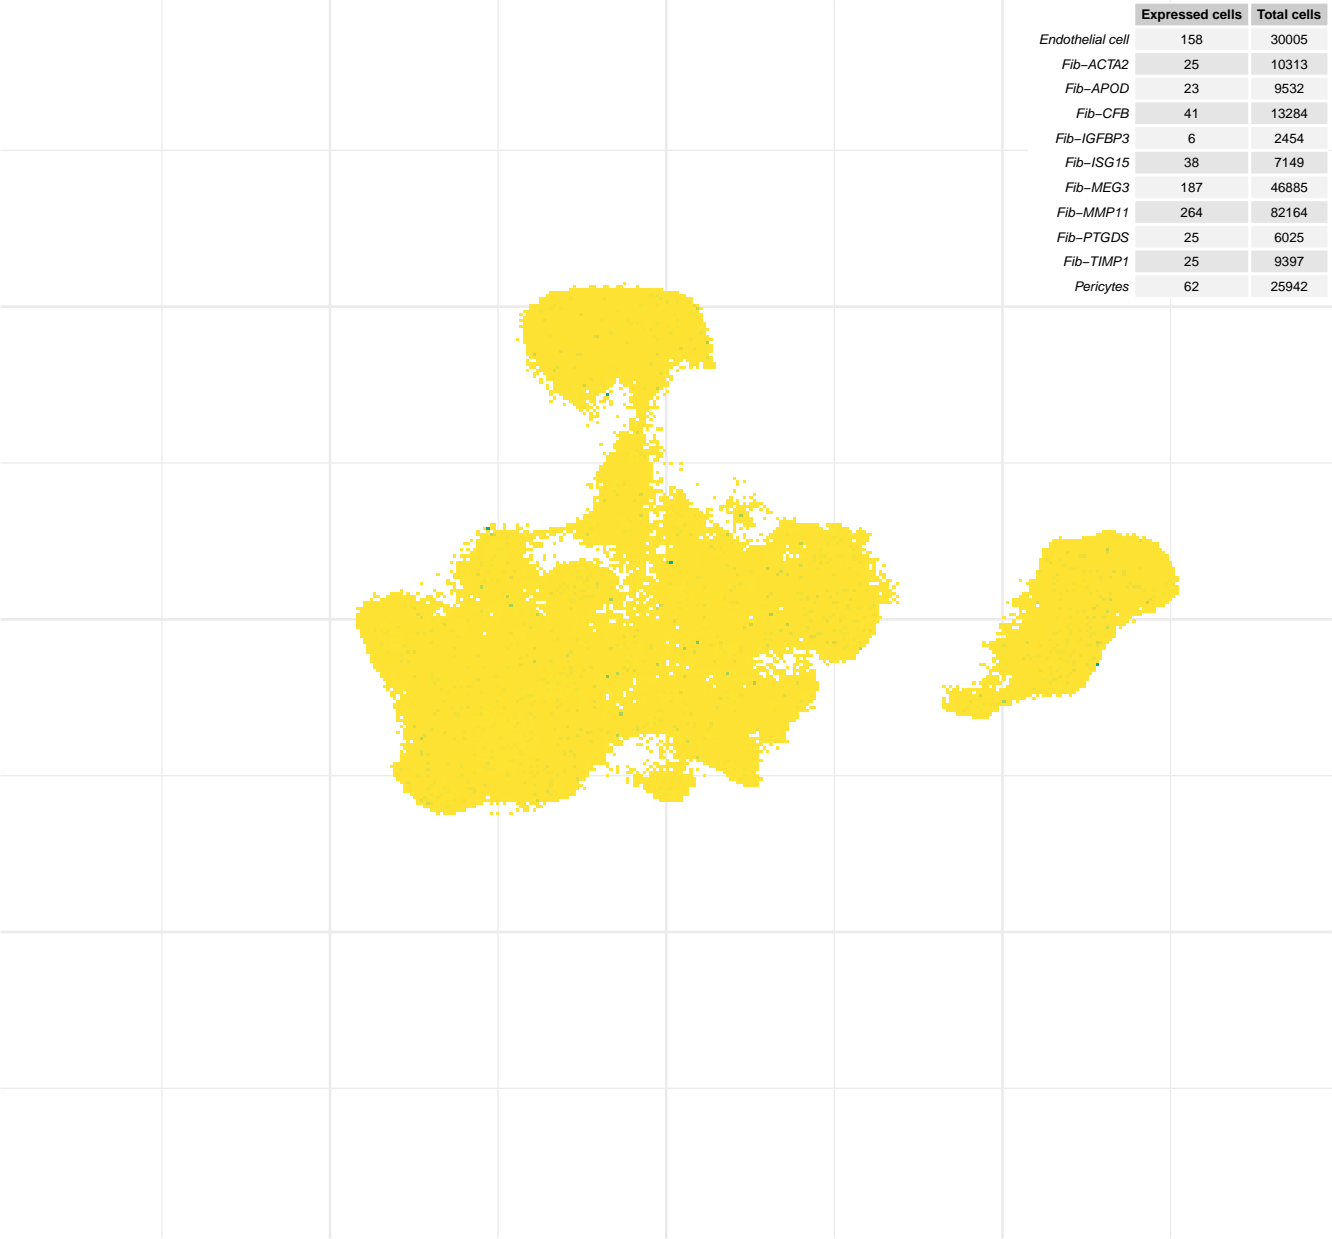 Expressed cells Total cells
Endothelial cell 158 30005
Fib−ACTA2 25 10313
Fib−APOD 23 9532
Fib−CFB 41 13284
Fib−IGFBP3 6 2454
Fib−ISG15 38 7149
Fib−MEG3 187 46885
Fib−MMP11 264 82164
Fib−PTGDS 25 6025
Fib−TIMP1 25 9397
Pericytes 62 25942